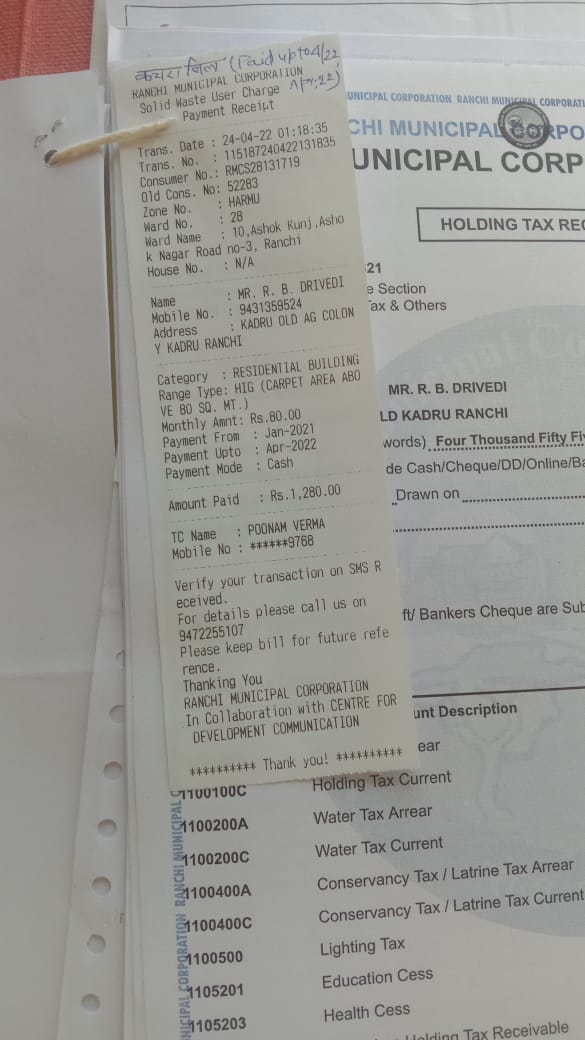 कचरा बिल (Paid upto 4/22,
Apr.22)
RANCHI MUNICIPAL CORPORATION
Solid Waste User Charge
Payment Receipt
Trans. Date : 24-04-22 01:18:35
Trans. No. : 115187240422131835
Consumer No.: RMCS28131719
Old Cons. No: 52283
Zone No. : HARMU
Ward No. : 28
Ward Name : 10,Ashok Kunj,Asho
k Nagar Road no-3, Ranchi
House No. : N/A
Name : MR. R. B. DRIVEDI
Mobile No. : 9431359524
Address : KADRU OLD AG COLON
Y KADRU RANCHI
Category : RESIDENTIAL BUILDING
Range Type: HIG (CARPET AREA ABO
VE 80 SQ. MT.)
Monthly Amnt: Rs.80.00
Payment From : Jan-2021
Payment Upto : Apr-2022
Payment Mode : Cash
Amount Paid : Rs.1,280.00
TC Name : POONAM VERMA
Mobile No : ******9768
Verify your transaction on SMS R
eceived.
For details please call us on
9472255107
Please keep bill for future refe
rence.
Thanking You
RANCHI MUNICIPAL CORPORATION
In Collaboration with CENTRE FOR
DEVELOPMENT COMMUNICATION
********** Thank you! **********
UNICIPAL CORPORATION RANCHI MUNICIPAL CORPORATI
CHI MUNICIPAL CORPO
UNICIPAL CORP
HOLDING TAX REC
21
e Section
Tax & Others
MR. R. B. DRIVEDI
LD KADRU RANCHI
words) Four Thousand Fifty Fiv
de Cash/Cheque/DD/Online/Ba
Drawn on
ft/ Bankers Cheque are Sub
unt Description
ear
1100100C Holding Tax Current
1100200A Water Tax Arrear
1100200C Water Tax Current
1100400A Conservancy Tax / Latrine Tax Arrear
1100400C Conservancy Tax / Latrine Tax Current
1100500 Lighting Tax
1105201 Education Cess
1105203 Health Cess
Holding Tax Receivable
NICIPAL CORPORATION RANCHI MUNICIPAL C